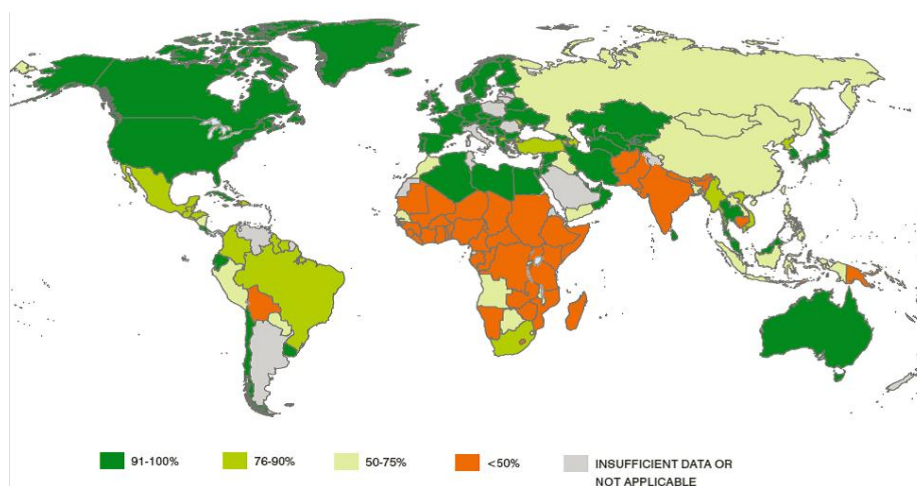 91-100%
76-90%
50-75%
<50%
INSUFFICIENT DATA OR
NOT APPLICABLE